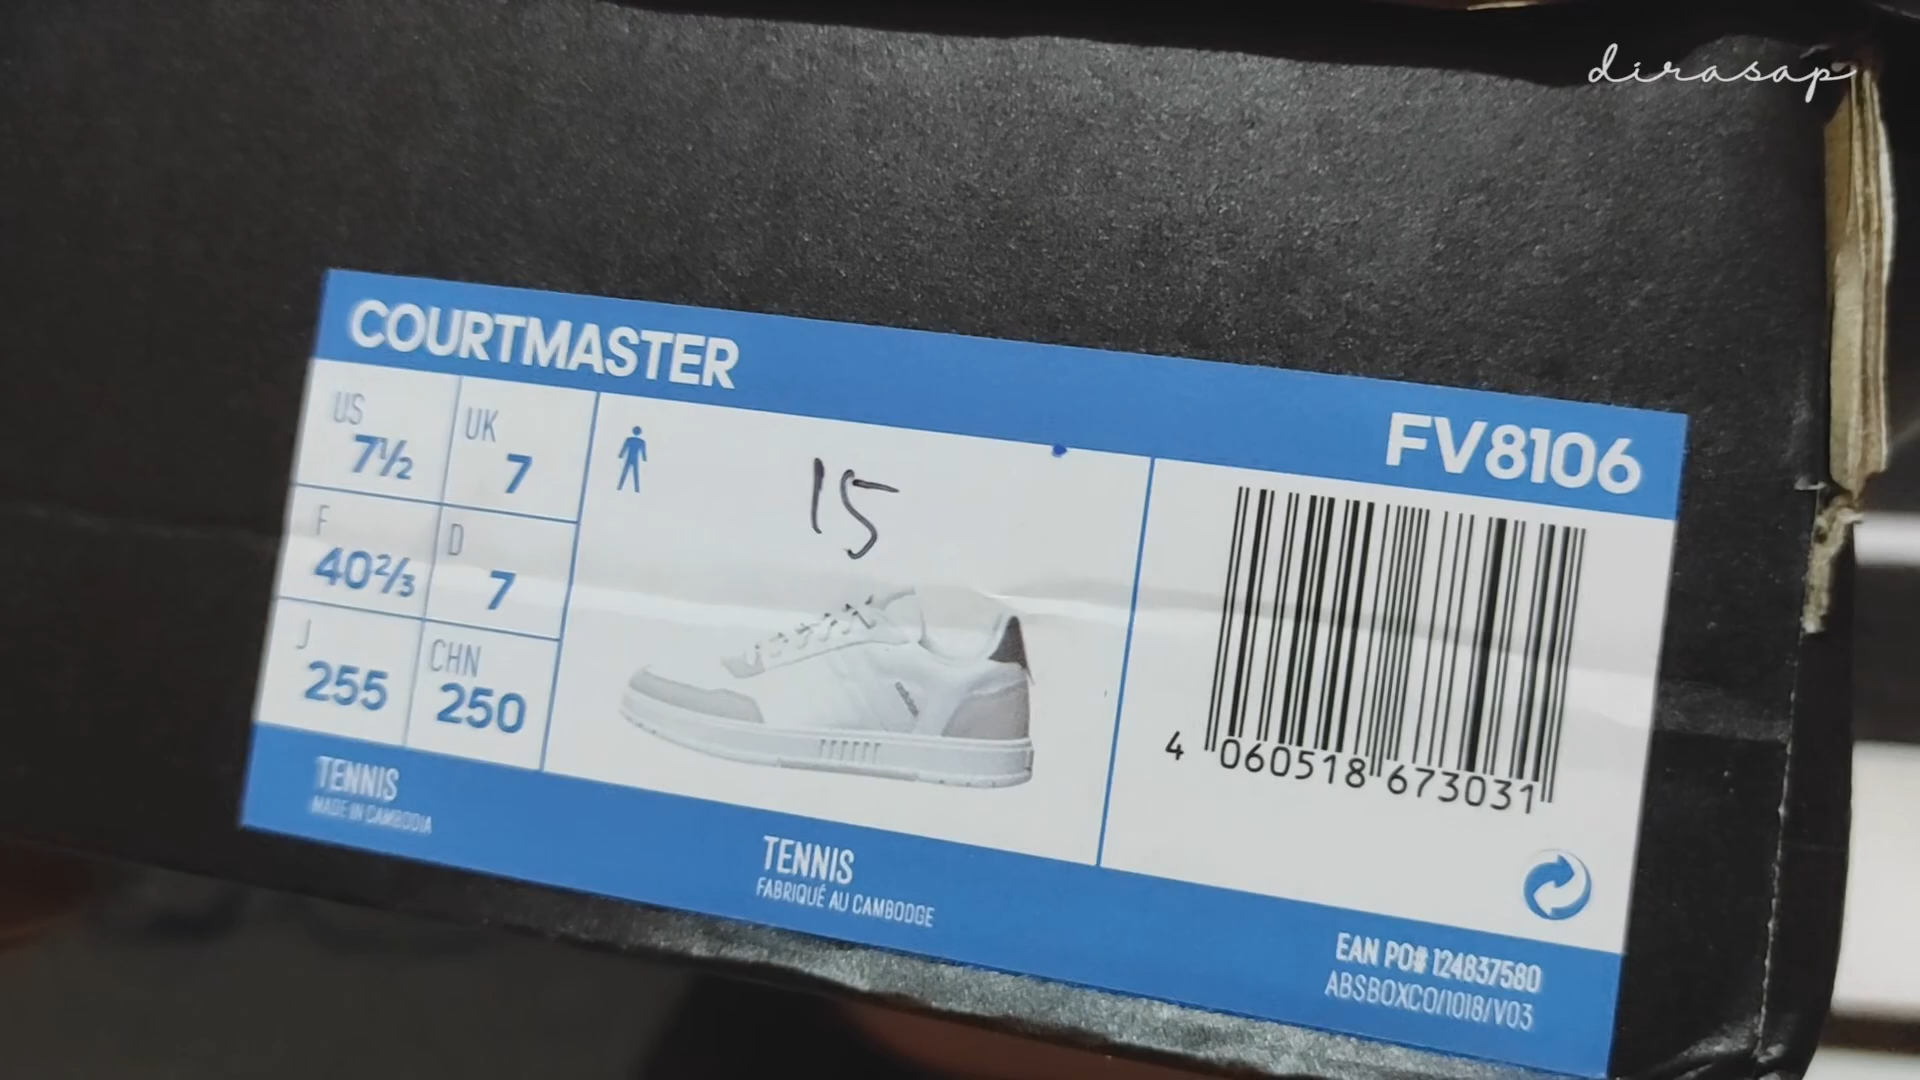 dirasap
COURTMASTER
FV8106
US
7½
UK
7
F
40⅔
D
7
J
255
CHN
250
15
adidas
4 060518 673031
TENNIS
MADE IN CAMBODIA
TENNIS
FABRIQUÉ AU CAMBODGE
EAN PO# 124837580
ABSBOXCO/1018/V03